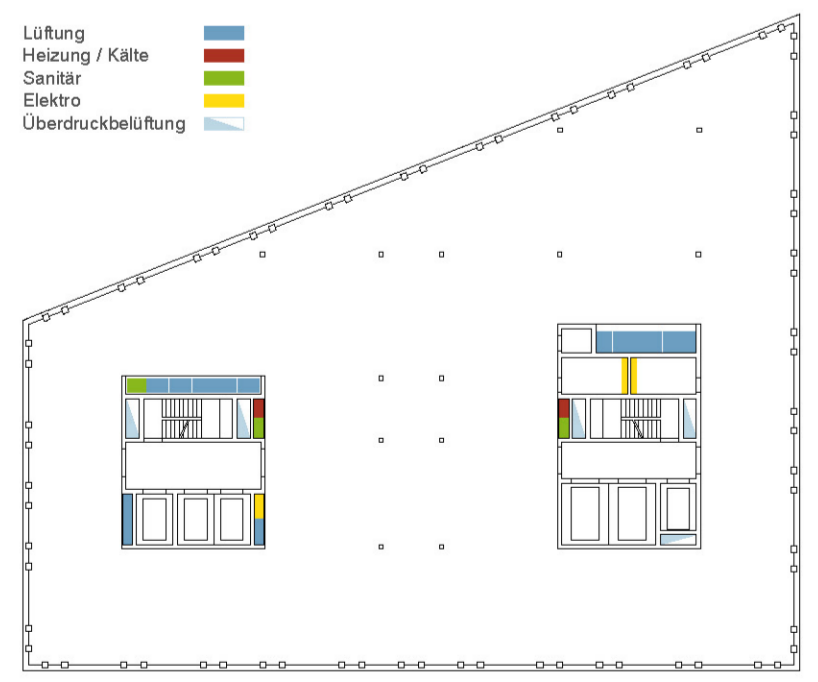 Lüftung
Heizung / Kälte
Sanitär
Elektro
Überdruckbelüftung